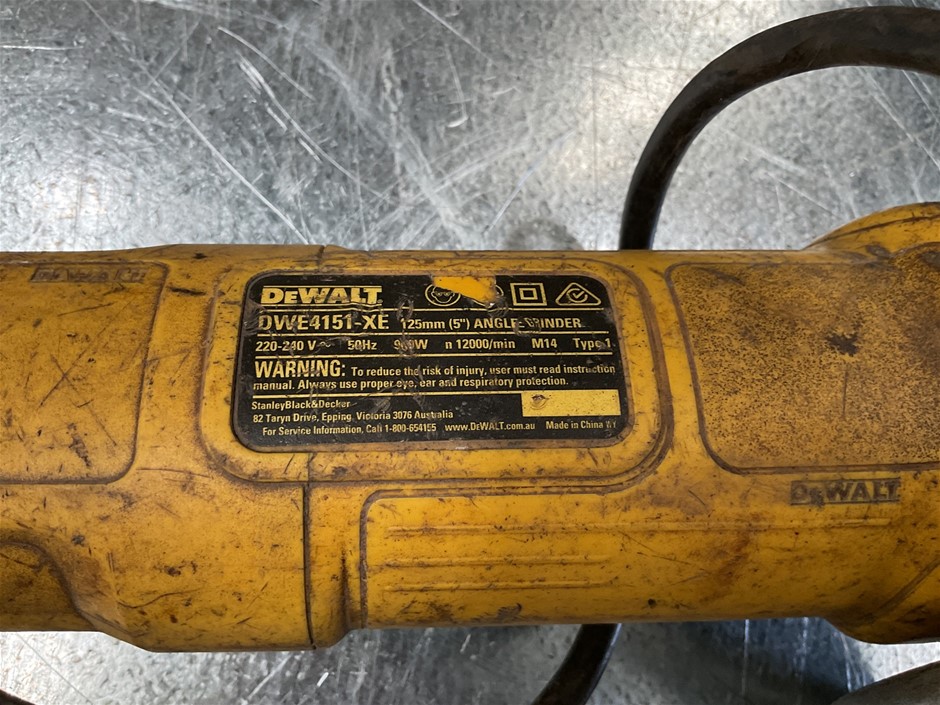 DEWALT
DWE4151-XE 125mm (5") ANGLE GRINDER
220-240 V ~ 50Hz 900W n 12000/min M14 Type 1
WARNING: To reduce the risk of injury, user must read instruction
manual. Always use proper eye, ear and respiratory protection.
StanleyBlack&Decker
82 Taryn Drive, Epping, Victoria 3076 Australia
For Service Information, Call 1-800-654155 www.DEWALT.com.au Made in China
DEWALT